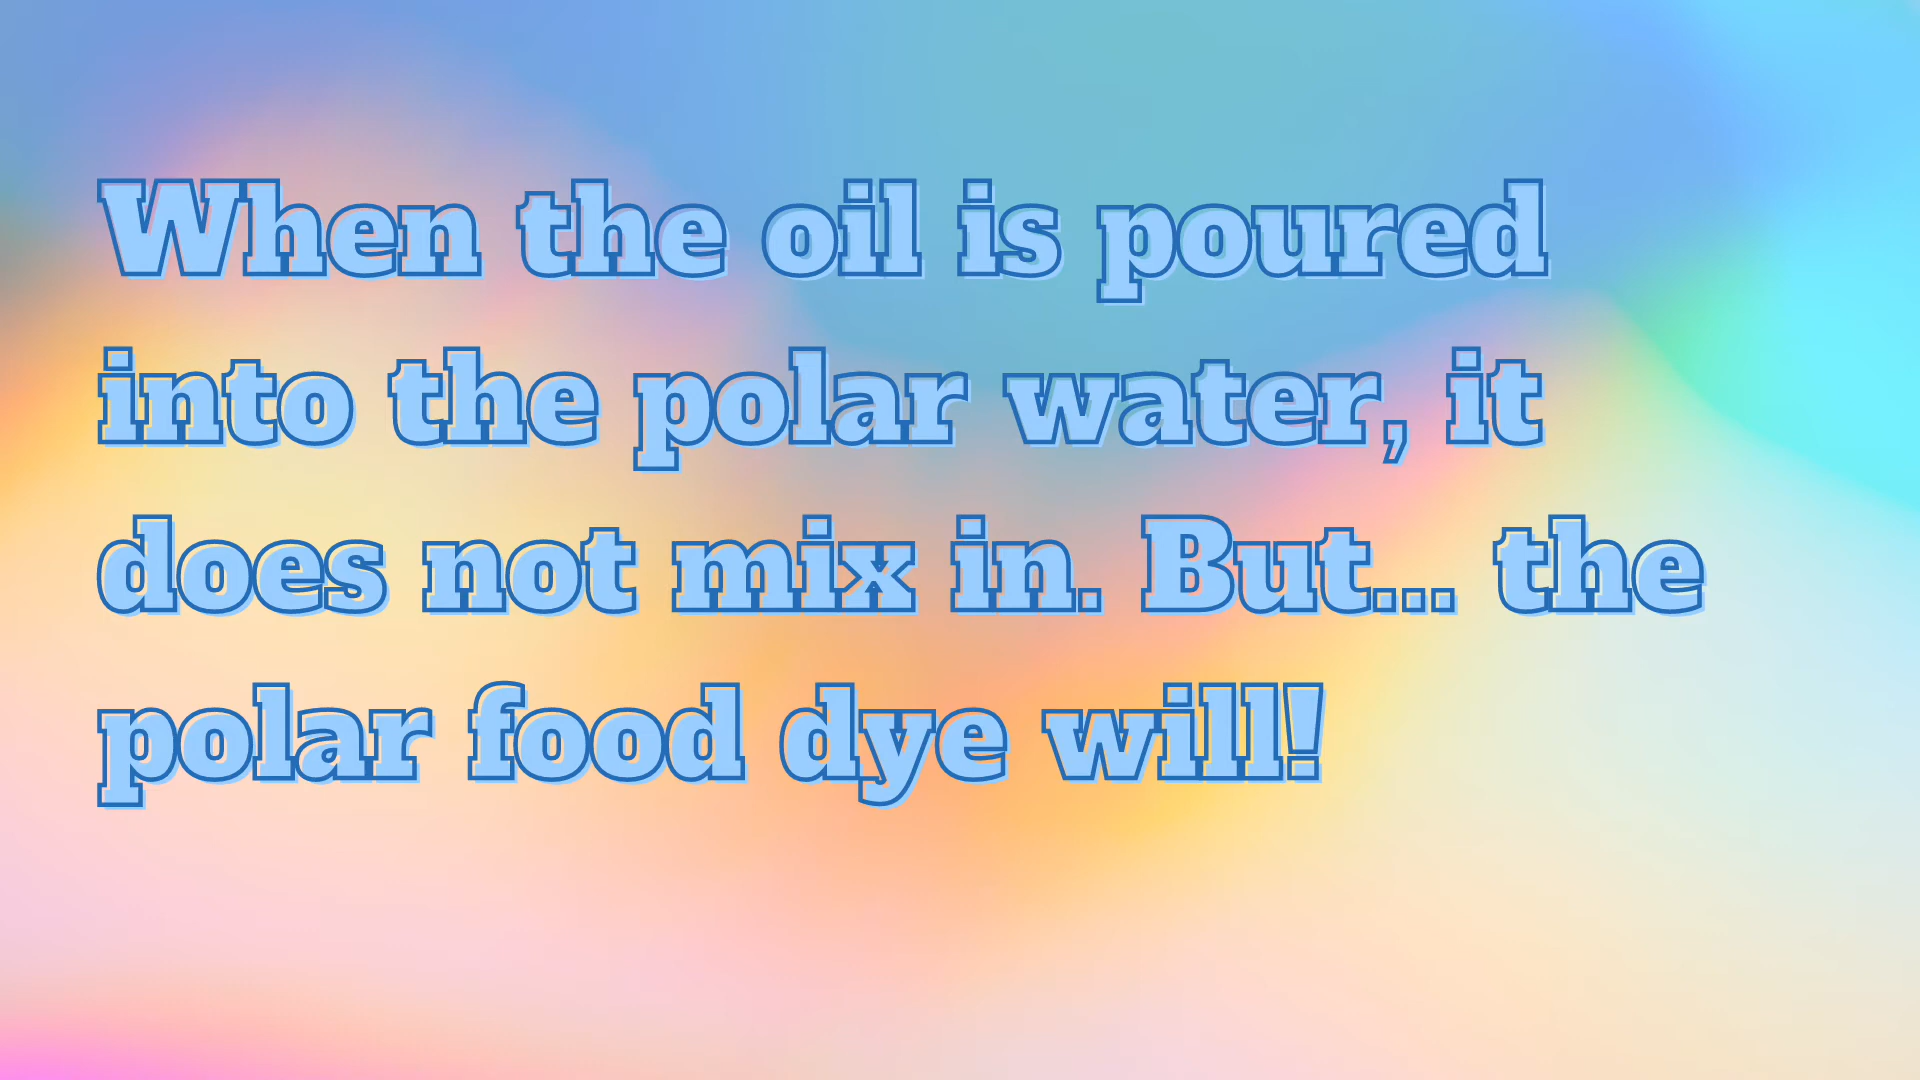 When the oil is poured
into the polar water, it
does not mix in. But... the
polar food dye will!